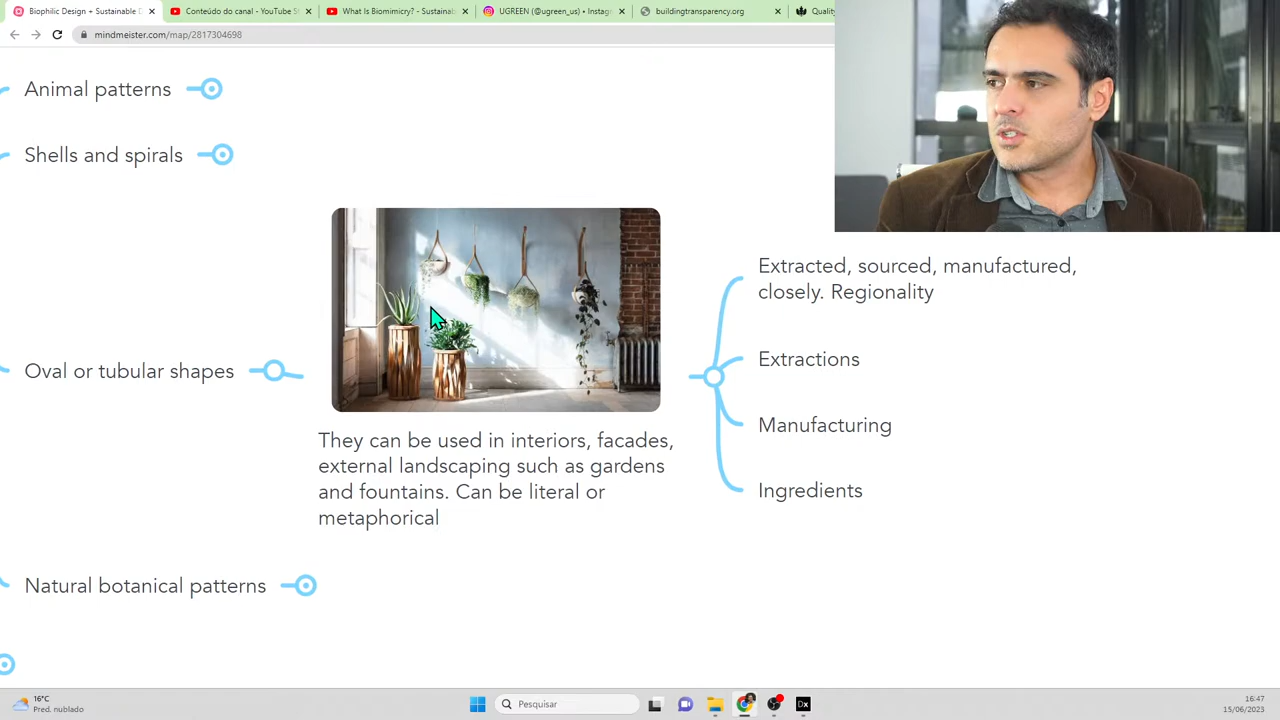 Biophilic Design + Sustainable D
Conteúdo do canal - YouTube St
What Is Biomimicry? - Sustainab
UGREEN (@ugreen_us) • Instagr
buildingtransparency.org
Quality
mindmeister.com/map/2817304698
Animal patterns
Shells and spirals
Extracted, sourced, manufactured,
closely. Regionality
Extractions
Oval or tubular shapes
Manufacturing
They can be used in interiors, facades,
external landscaping such as gardens
and fountains. Can be literal or
metaphorical
Ingredients
Natural botanical patterns
16°C
Pred. nublado
Pesquisar
Dx
16:47
15/06/2023